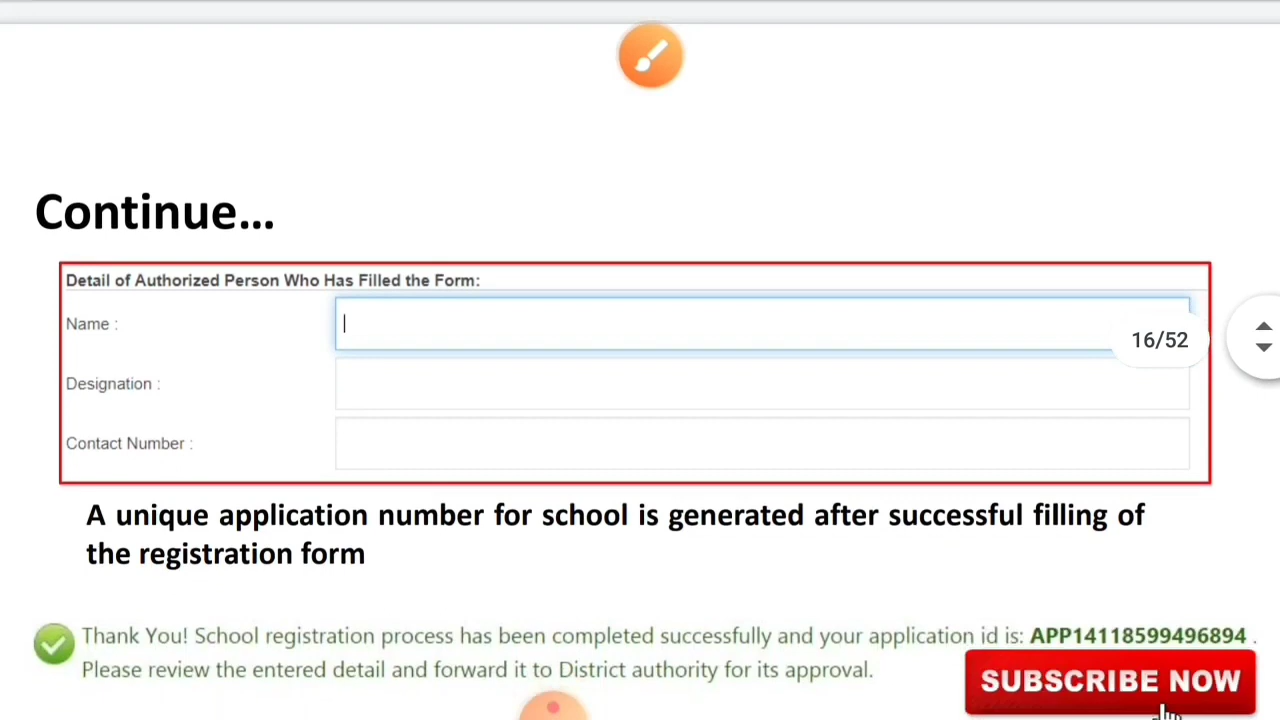 Continue...
Detail of Authorized Person Who Has Filled the Form:
Name :
16/52
Designation :
Contact Number :
A unique application number for school is generated after successful filling of
the registration form
Thank You! School registration process has been completed successfully and your application id is: APP14118599496894 .
Please review the entered detail and forward it to District authority for its approval.
SUBSCRIBE NOW